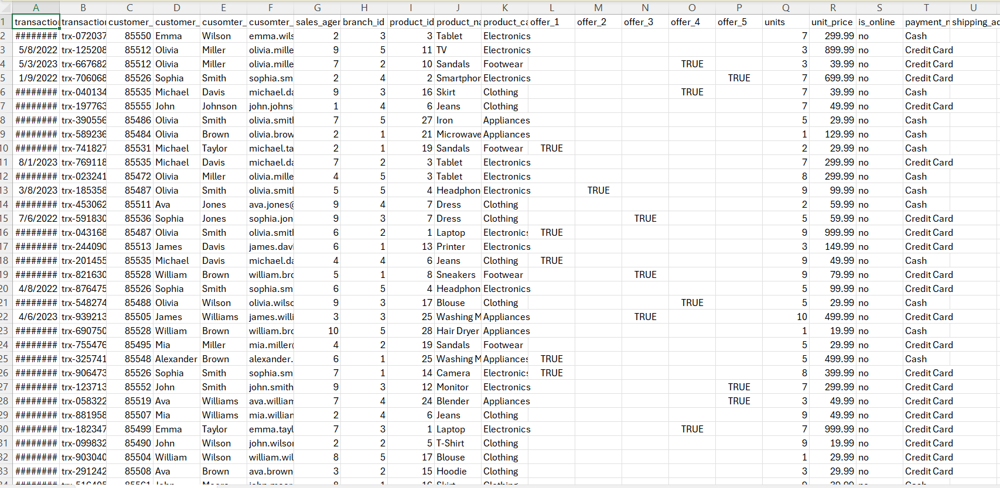 A B C D E F G H I J K L M N O P Q R S T U
1 transaction transaction customer_ customer_ cusomter_ cusomter_ sales_agen branch_id product_id product_na product_ca offer_1 offer_2 offer_3 offer_4 offer_5 units unit_price is_online payment_m shipping_ad
2 ######## trx-072037 85550 Emma Wilson emma.wils 2 3 3 Tablet Electronics 7 299.99 no Cash
3 5/8/2022 trx-125208 85512 Olivia Miller olivia.mille 9 5 11 TV Electronics 3 899.99 no Credit Card
4 5/3/2023 trx-667682 85512 Olivia Miller olivia.mille 7 2 10 Sandals Footwear TRUE 3 39.99 no Credit Card
5 1/9/2022 trx-706068 85526 Sophia Smith sophia.sm 2 4 2 Smartphon Electronics TRUE 7 699.99 no Credit Card
6 ######## trx-040134 85535 Michael Davis michael.da 9 3 16 Skirt Clothing TRUE 7 39.99 no Cash
7 ######## trx-197763 85555 John Johnson john.johns 1 4 6 Jeans Clothing 7 49.99 no Credit Card
8 ######## trx-390556 85486 Olivia Smith olivia.smitl 7 5 27 Iron Appliances 5 29.99 no Cash
9 ######## trx-589236 85484 Olivia Brown olivia.brow 2 1 21 Microwave Appliances 1 129.99 no Cash
10 ######## trx-741827 85531 Michael Taylor michael.ta 2 1 19 Sandals Footwear TRUE 2 29.99 no Cash
11 8/1/2023 trx-769118 85535 Michael Davis michael.da 7 2 3 Tablet Electronics 7 299.99 no Credit Card
12 ######## trx-023241 85472 Olivia Miller olivia.mille 4 5 3 Tablet Electronics 8 299.99 no Cash
13 3/8/2023 trx-185358 85487 Olivia Smith olivia.smitl 5 5 4 Headphon Electronics TRUE 9 99.99 no Cash
14 ######## trx-453062 85511 Ava Jones ava.jones@ 9 4 7 Dress Clothing 2 59.99 no Cash
15 7/6/2022 trx-591830 85536 Sophia Jones sophia.jon 9 3 7 Dress Clothing TRUE 5 59.99 no Credit Card
16 ######## trx-043168 85487 Olivia Smith olivia.smitl 6 2 1 Laptop Electronics TRUE 9 999.99 no Credit Card
17 ######## trx-244090 85513 James Davis james.davi 6 1 13 Printer Electronics 3 149.99 no Credit Card
18 ######## trx-201455 85535 Michael Davis michael.da 4 4 6 Jeans Clothing TRUE 9 49.99 no Cash
19 ######## trx-821630 85528 William Brown william.bro 5 1 8 Sneakers Footwear TRUE 9 79.99 no Credit Card
20 4/8/2022 trx-876475 85526 Sophia Smith sophia.sm 6 5 4 Headphon Electronics 5 99.99 no Credit Card
21 ######## trx-548274 85488 Olivia Wilson olivia.wilso 9 3 17 Blouse Clothing TRUE 5 29.99 no Cash
22 4/6/2023 trx-939213 85505 James Williams james.willi 3 3 25 Washing M Appliances TRUE 10 499.99 no Credit Card
23 ######## trx-690750 85528 William Brown william.bro 10 5 28 Hair Dryer Appliances 1 19.99 no Cash
24 ######## trx-755476 85495 Mia Miller mia.miller( 4 2 19 Sandals Footwear 5 29.99 no Credit Card
25 ######## trx-325741 85548 Alexander Brown alexander. 6 1 25 Washing M Appliances TRUE 5 499.99 no Cash
26 ######## trx-906473 85526 Sophia Smith sophia.sm 7 1 14 Camera Electronics TRUE 8 399.99 no Credit Card
27 ######## trx-123713 85552 John Smith john.smith 9 3 12 Monitor Electronics TRUE 7 299.99 no Credit Card
28 ######## trx-058322 85519 Ava Williams ava.william 7 4 24 Blender Appliances TRUE 3 49.99 no Credit Card
29 ######## trx-881958 85507 Mia Williams mia.willian 2 4 6 Jeans Clothing 9 49.99 no Credit Card
30 ######## trx-182347 85499 Emma Taylor emma.tayl 7 3 1 Laptop Electronics TRUE 7 999.99 no Credit Card
31 ######## trx-099832 85490 John Wilson john.wilsor 2 2 5 T-Shirt Clothing 9 19.99 no Credit Card
32 ######## trx-903040 85504 William Wilson william.wil 8 5 17 Blouse Clothing 1 29.99 no Credit Card
33 ######## trx-291242 85508 Ava Brown ava.brown 3 2 15 Hoodie Clothing 3 29.99 no Credit Card